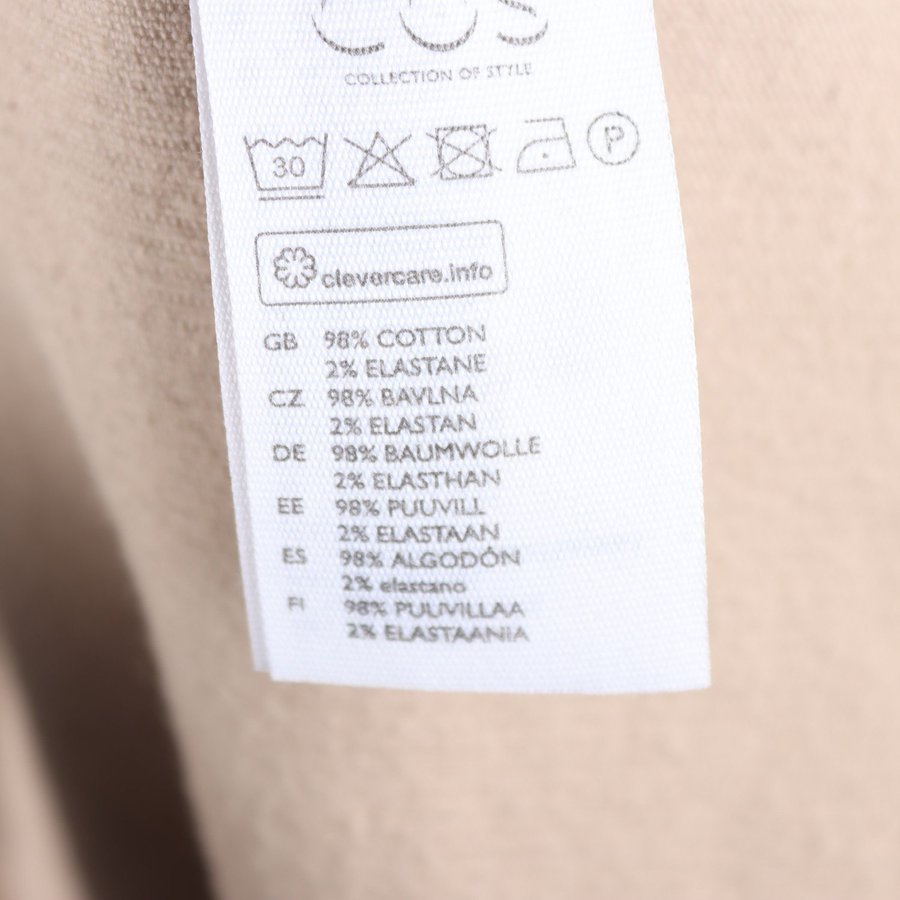 COS
COLLECTION OF STYLE
30 P
clevercare.info
GB 98% COTTON
2% ELASTANE
CZ 98% BAVLNA
2% ELASTAN
DE 98% BAUMWOLLE
2% ELASTHAN
EE 98% PUUVILL
2% ELASTAAN
ES 98% ALGODÓN
2% elastano
FI 98% PUUVILLAA
2% ELASTAANIA